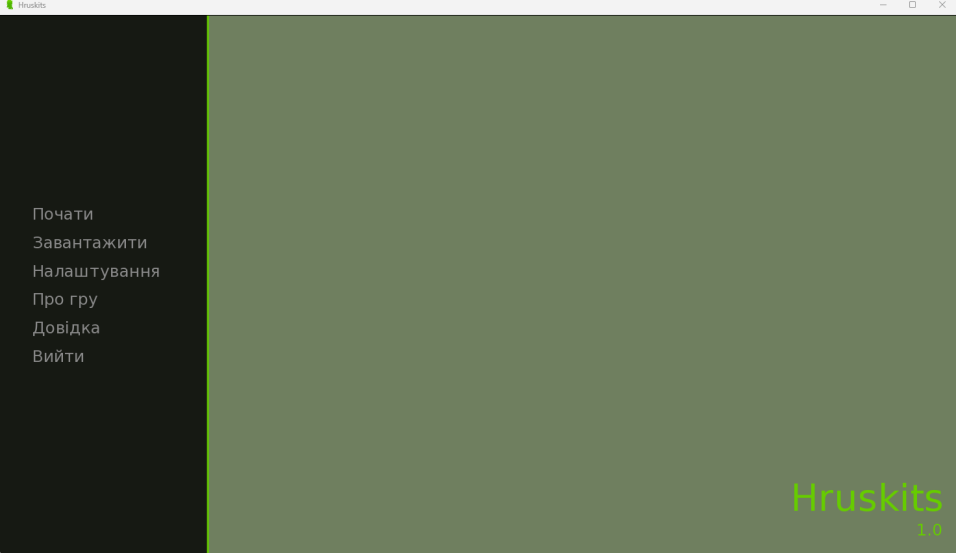 Hruskits
Почати
Завантажити
Налаштування
Про гру
Довідка
Вийти
Hruskits
1.0